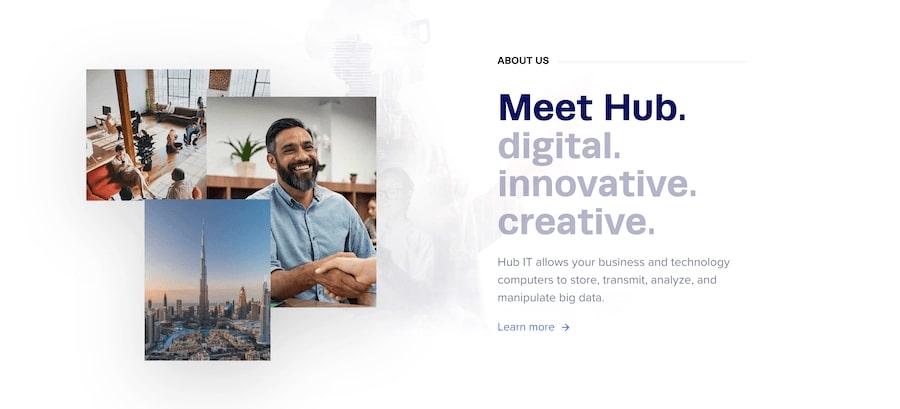 ABOUT US
Meet Hub.
digital.
innovative.
creative.
Hub IT allows your business and technology
computers to store, transmit, analyze, and
manipulate big data.
Learn more →